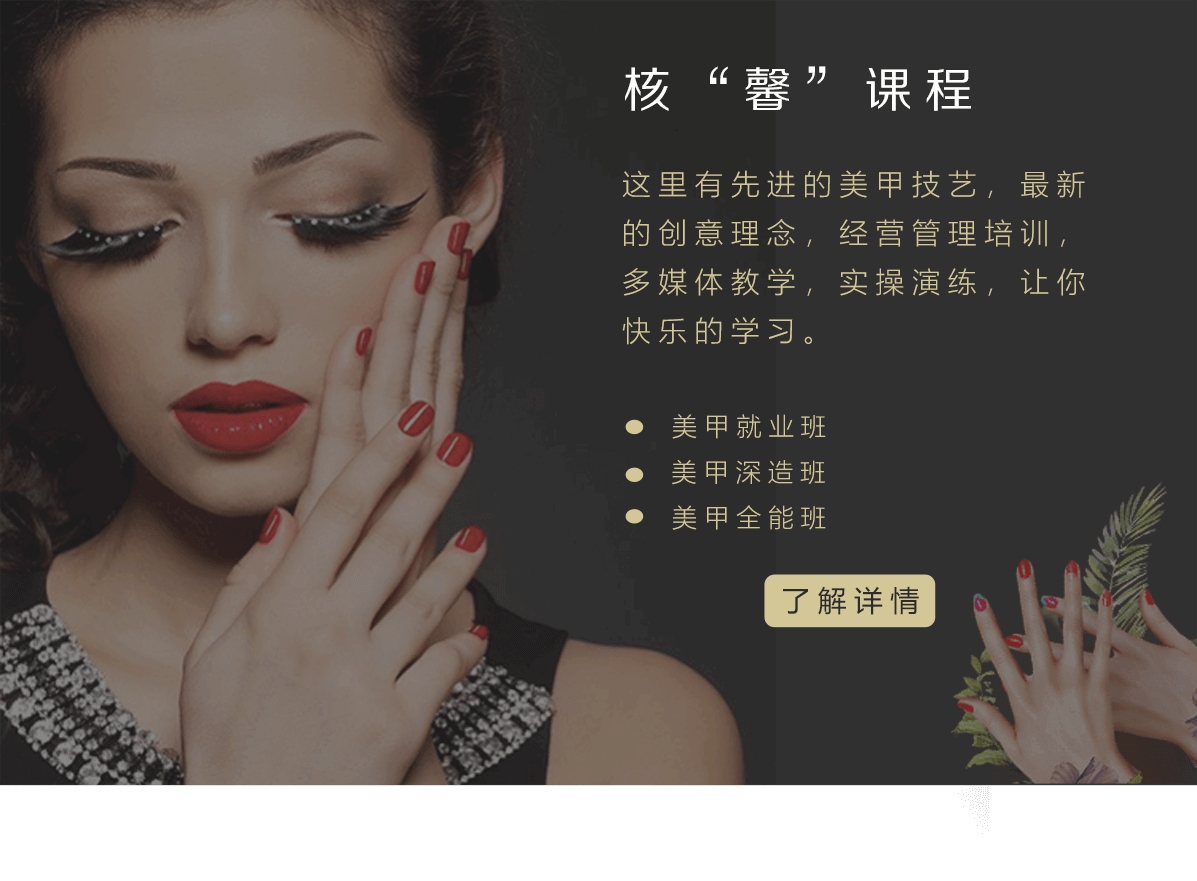 核“馨”课程
这里有先进的美甲技艺，最新
的创意理念，经营管理培训，
多媒体教学，实操演练，让你
快乐的学习。
美甲就业班
美甲深造班
美甲全能班
了解详情